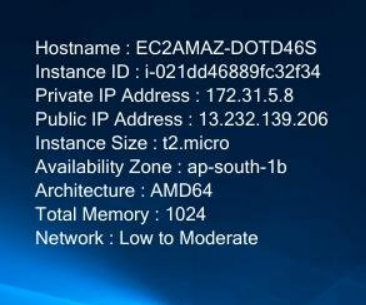 Hostname : EC2AMAZ-DOTD46S
Instance ID : i-021dd46889fc32f34
Private IP Address : 172.31.5.8
Public IP Address : 13.232.139.206
Instance Size : t2.micro
Availability Zone : ap-south-1b
Architecture : AMD64
Total Memory : 1024
Network : Low to Moderate